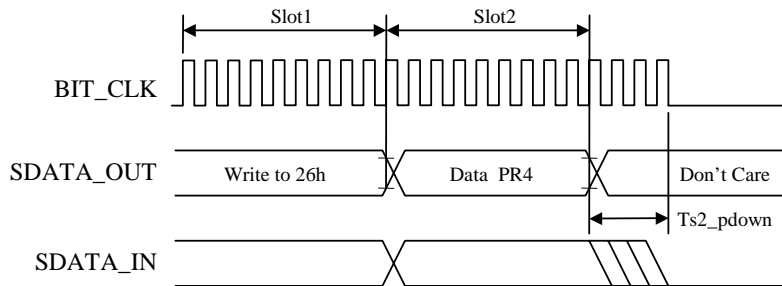 Slot1 Slot2
BIT_CLK
SDATA_OUT Write to 26h Data PR4 Don't Care
Ts2_pdown
SDATA_IN